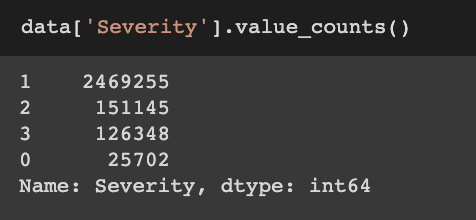 data['Severity'].value_counts()
1    2469255
2     151145
3     126348
0      25702
Name: Severity, dtype: int64